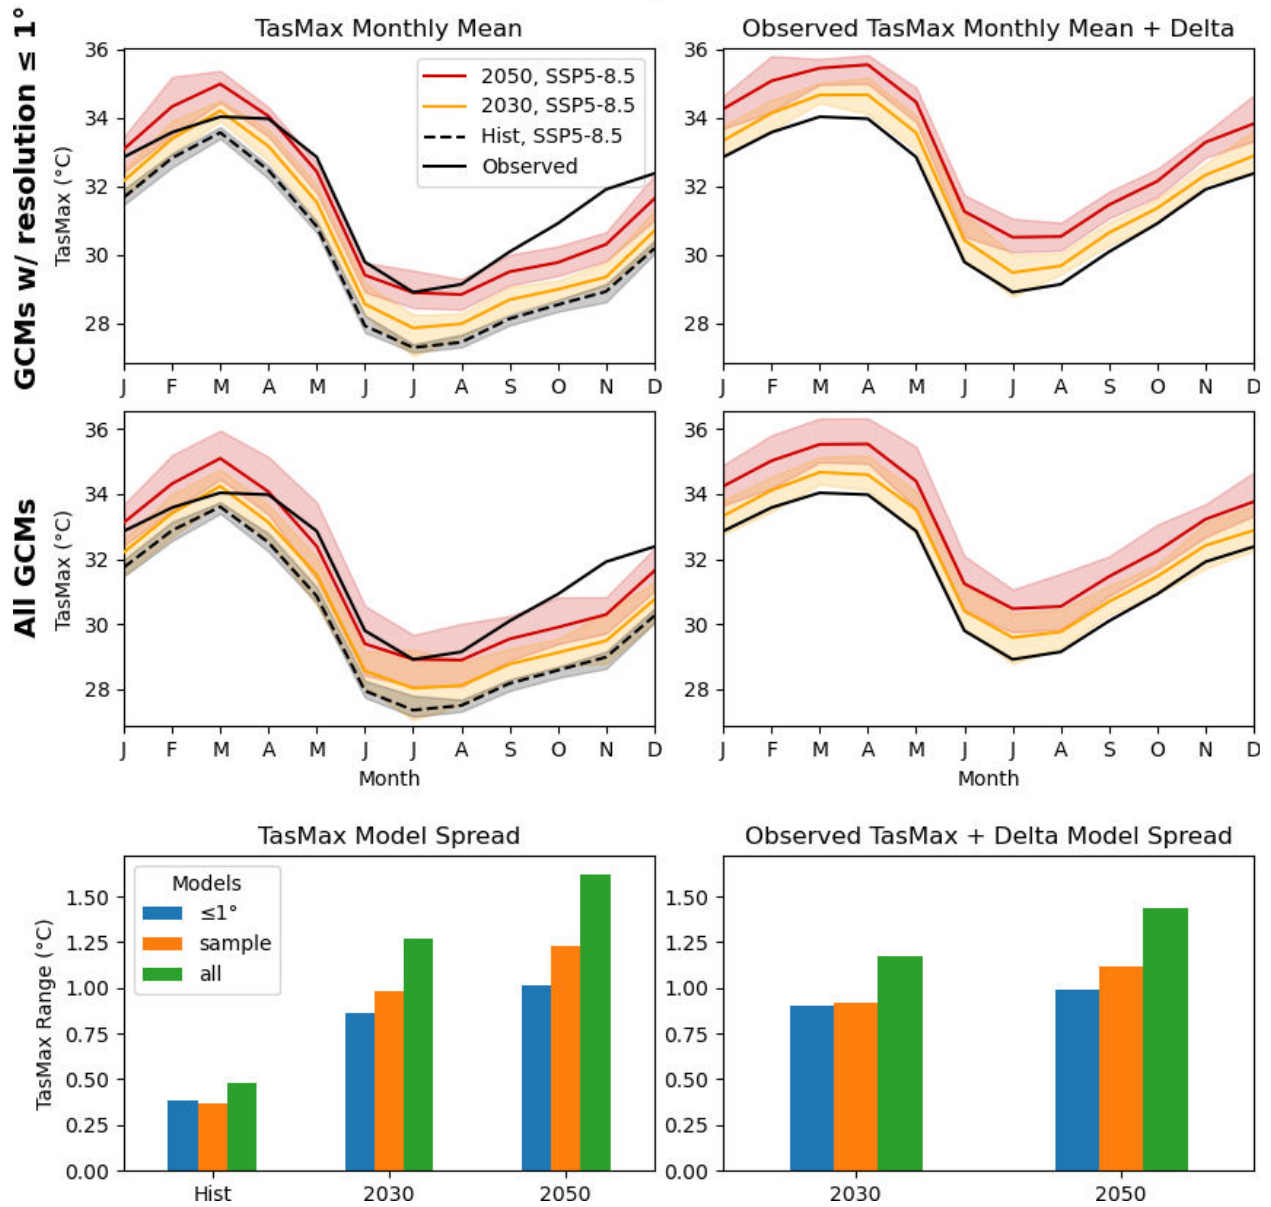 GCMs w/ resolution ≤ 1°
TasMax Monthly Mean
TasMax (°C)
36
34
32
30
28
2050, SSP5-8.5
2030, SSP5-8.5
Hist, SSP5-8.5
Observed
J F M A M J J A S O N D
Observed TasMax Monthly Mean + Delta
36
34
32
30
28
J F M A M J J A S O N D
All GCMs
TasMax (°C)
36
34
32
30
28
J F M A M J J A S O N D
Month
36
34
32
30
28
J F M A M J J A S O N D
Month
TasMax Model Spread
TasMax Range (°C)
1.50
1.25
1.00
0.75
0.50
0.25
0.00
Models
≤1°
sample
all
Hist 2030 2050
Observed TasMax + Delta Model Spread
1.50
1.25
1.00
0.75
0.50
0.25
0.00
2030 2050